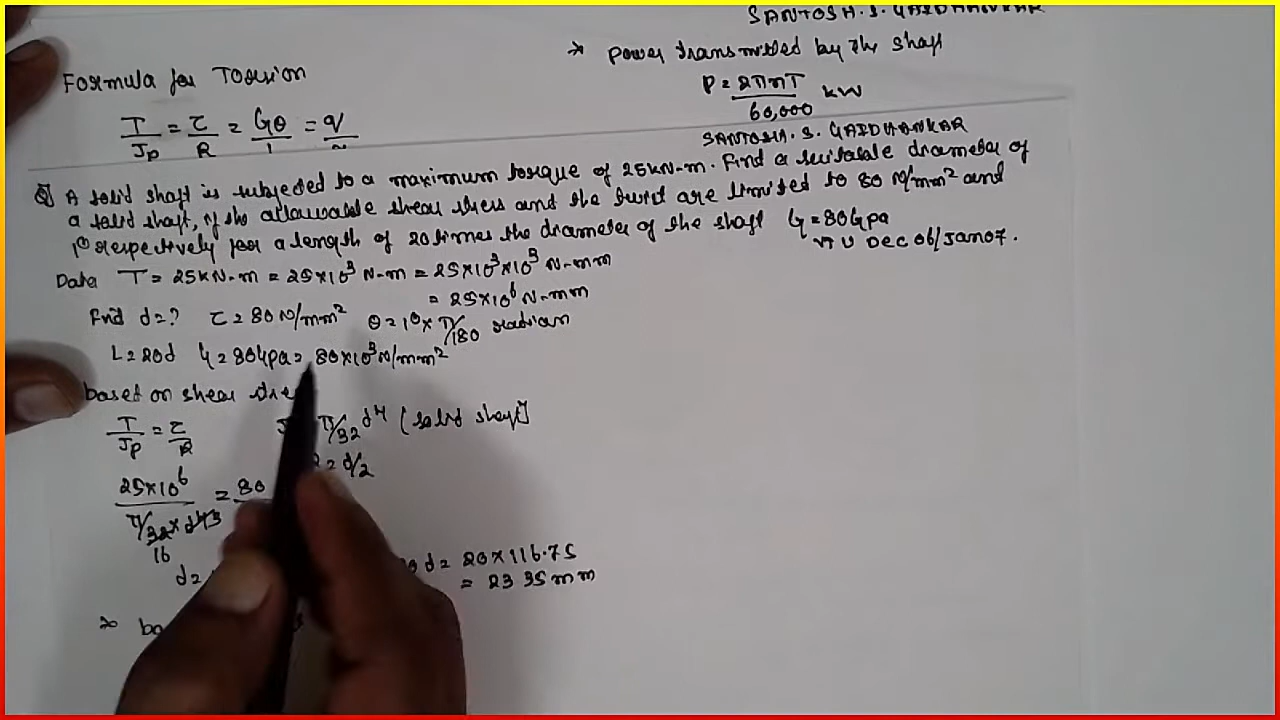 SANTOSH.S. GAIDHANKAR
* power transmitted by the shaft
Formula for TORSION
P = 2πnT / 60,000 kW
T/Jp = τ/R = Gθ/l = q/
SANTOSH. S. GAIDHANKAR
Q) A solid shaft is subjected to a maximum torque of 25kN-m. Find a suitable diameter of
a solid shaft, if the allowable shear stress and the twist are limited to 80 N/mm² and
1° respectively for a length of 20 times the diameter of the shaft G = 80Gpa
VTU Dec 06/Jan07.
Data T = 25kN-m = 25×10³ N-m = 25×10³×10³ N-mm
= 25×10⁶ N-mm
Find d=? τ = 80 N/mm² θ = 1° × π/180 radian
L = 20d G = 80Gpa = 80×10³ N/mm²
based on shear
T/Jp = τ/R π/32 d⁴ (solid shaft)
= d/2
25×10⁶ / π/32 × d⁴3 = 80
16
d = d = 20×116.75
= 2335 mm